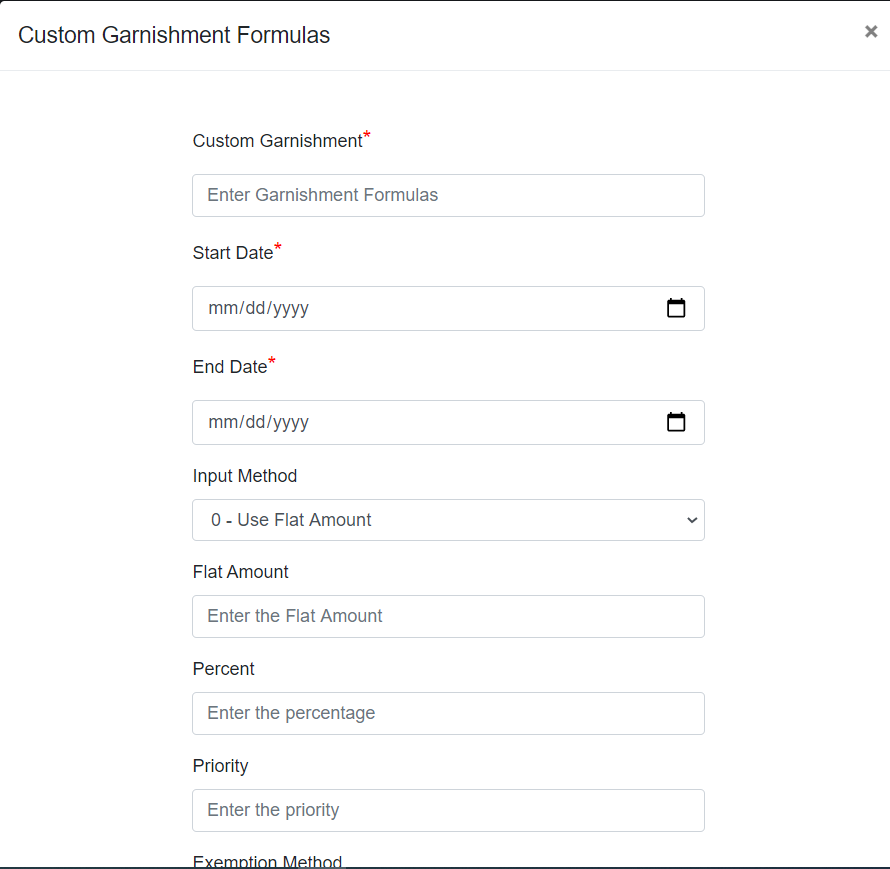 Custom Garnishment Formulas
×
Custom Garnishment*
Enter Garnishment Formulas
Start Date*
mm/dd/yyyy
End Date*
mm/dd/yyyy
Input Method
0 - Use Flat Amount
Flat Amount
Enter the Flat Amount
Percent
Enter the percentage
Priority
Enter the priority
Exemption Method